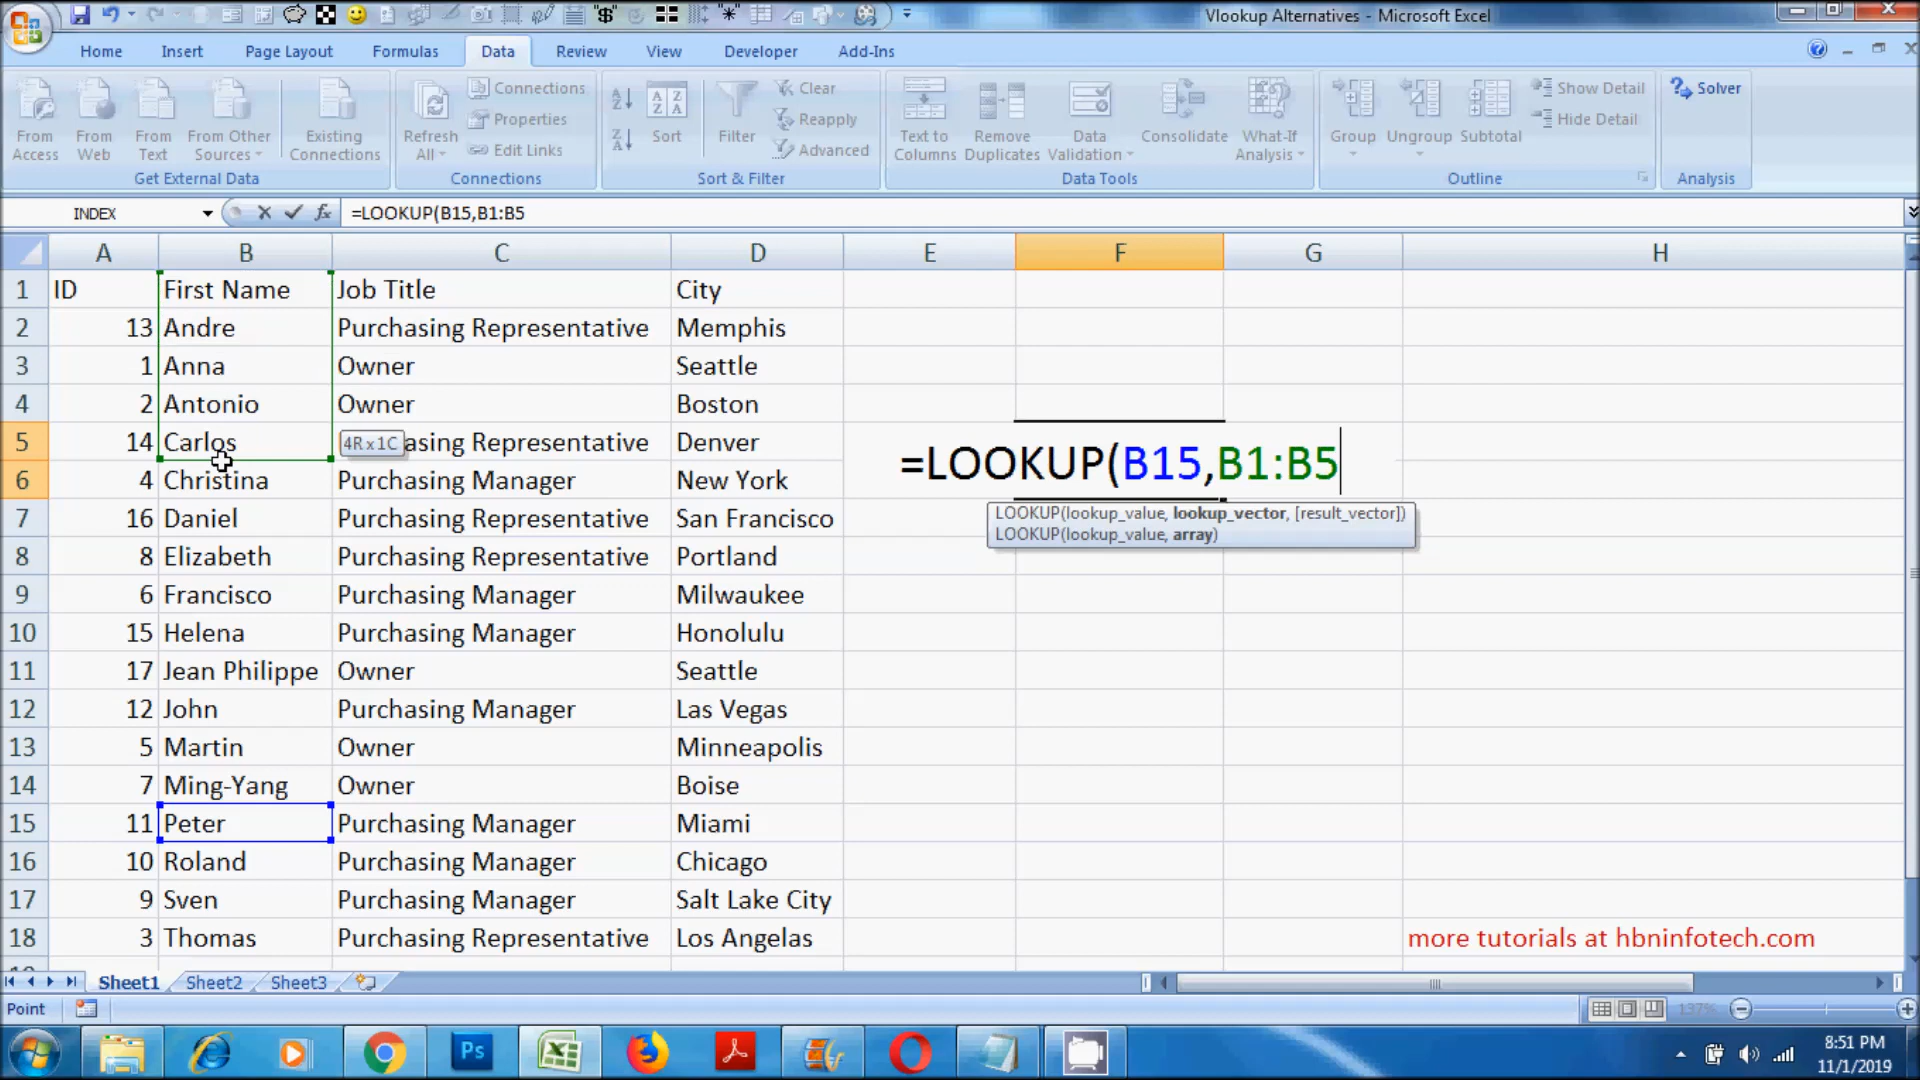 Vlookup Alternatives - Microsoft Excel
Home Insert Page Layout Formulas Data Review View Developer Add-Ins
From Access
From Web
From Text
From Other Sources
Existing Connections
Get External Data
Refresh All
Connections
Properties
Edit Links
Connections
Sort
Filter
Clear
Reapply
Advanced
Sort & Filter
Text to Columns
Remove Duplicates
Data Validation
Consolidate
What-If Analysis
Data Tools
Group
Ungroup
Subtotal
Show Detail
Hide Detail
Outline
Solver
Analysis
INDEX =LOOKUP(B15,B1:B5
A B C D E F G H
1 ID First Name Job Title City
2 13 Andre Purchasing Representative Memphis
3 1 Anna Owner Seattle
4 2 Antonio Owner Boston
5 14 Carlos 4R x 1C asing Representative Denver
=LOOKUP(B15,B1:B5
6 4 Christina Purchasing Manager New York
LOOKUP(lookup_value, lookup_vector, [result_vector])
LOOKUP(lookup_value, array)
7 16 Daniel Purchasing Representative San Francisco
8 8 Elizabeth Purchasing Representative Portland
9 6 Francisco Purchasing Manager Milwaukee
10 15 Helena Purchasing Manager Honolulu
11 17 Jean Philippe Owner Seattle
12 12 John Purchasing Manager Las Vegas
13 5 Martin Owner Minneapolis
14 7 Ming-Yang Owner Boise
15 11 Peter Purchasing Manager Miami
16 10 Roland Purchasing Manager Chicago
17 9 Sven Purchasing Manager Salt Lake City
18 3 Thomas Purchasing Representative Los Angelas
more tutorials at hbninfotech.com
Sheet1 Sheet2 Sheet3
Point 137%
Ps
8:51 PM
11/1/2019